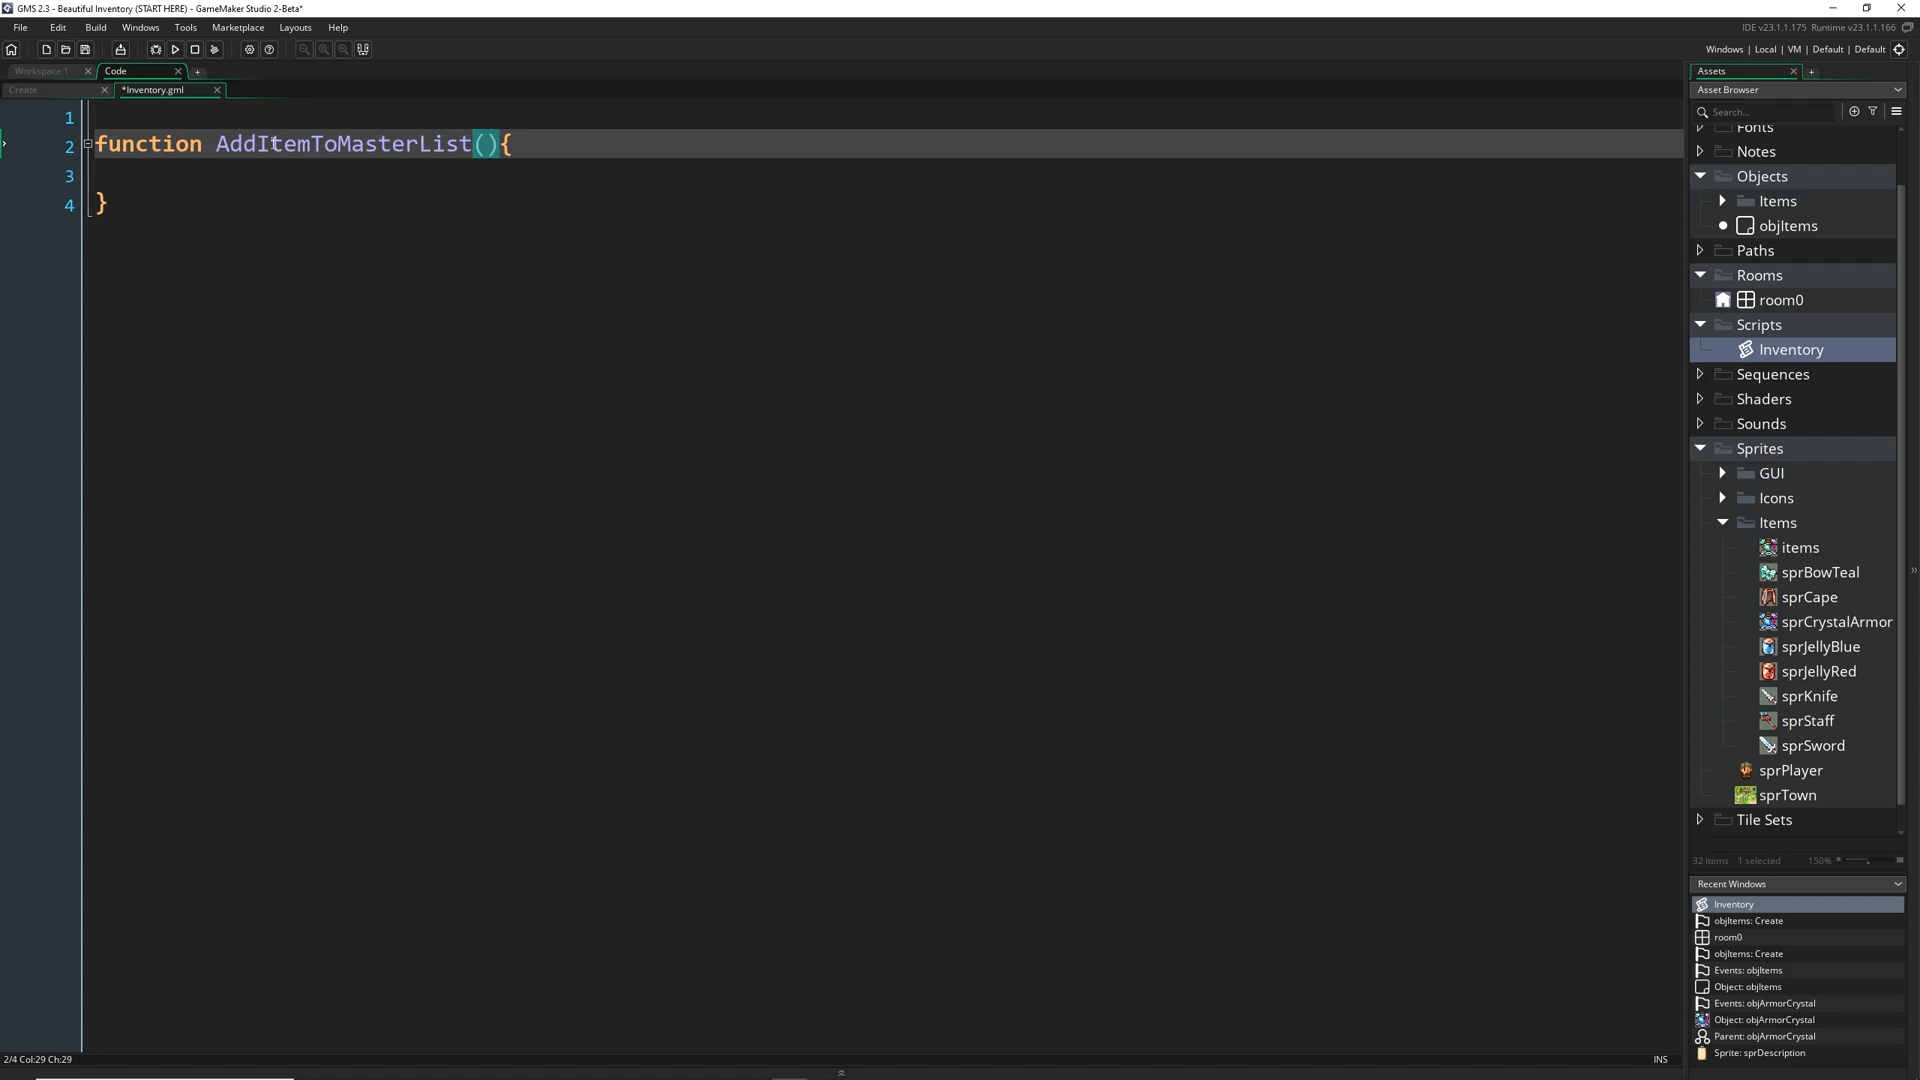 GMS 2.3 - Beautiful Inventory (START HERE) - GameMaker Studio 2-Beta*
File Edit Build Windows Tools Marketplace Layouts Help
IDE v23.1.1.175 Runtime v23.1.1.166
Windows | Local | VM | Default | Default
Workspace 1
Code
Create
*Inventory.gml
1
2 function AddItemToMasterList(){
3
4 }
Assets
Asset Browser
Search...
Fonts
Notes
Objects
Items
objItems
Paths
Rooms
room0
Scripts
Inventory
Sequences
Shaders
Sounds
Sprites
GUI
Icons
Items
items
sprBowTeal
sprCape
sprCrystalArmor
sprJellyBlue
sprJellyRed
sprKnife
sprStaff
sprSword
sprPlayer
sprTown
Tile Sets
32 items 1 selected 150%
Recent Windows
Inventory
objItems: Create
room0
objItems: Create
Events: objItems
Object: objItems
Events: objArmorCrystal
Object: objArmorCrystal
Parent: objArmorCrystal
Sprite: sprDescription
2/4 Col:29 Ch:29
INS